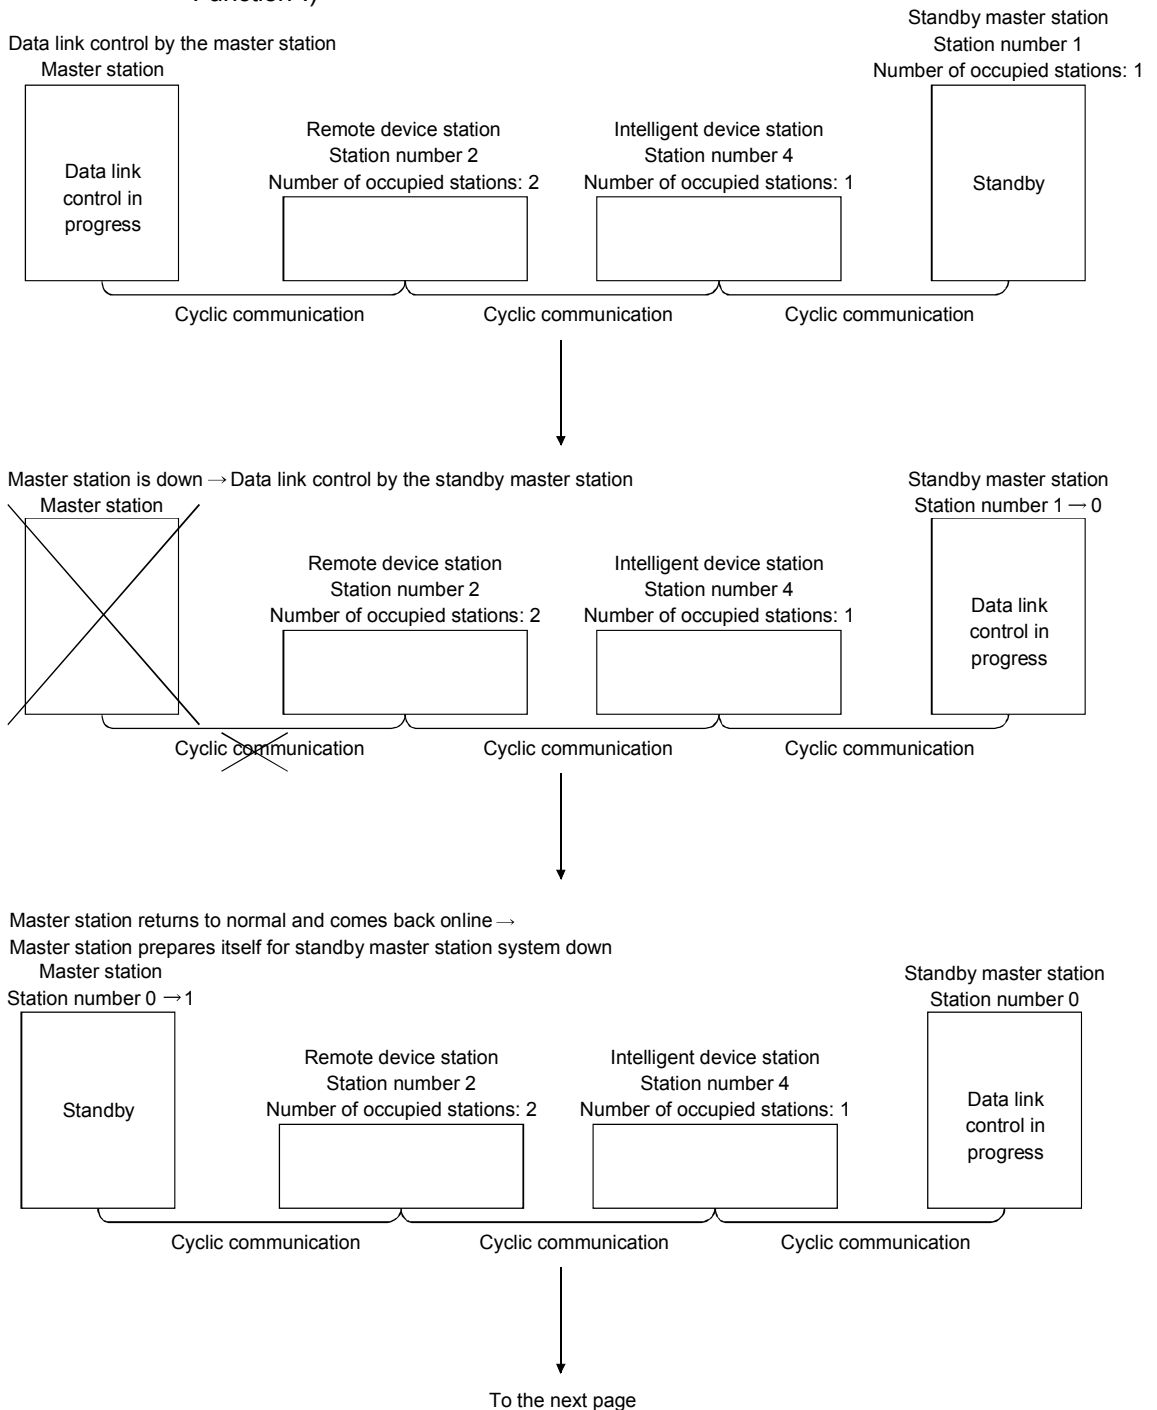 Function I)
Data link control by the master station
Master station
Data link
control in
progress
Remote device station
Station number 2
Number of occupied stations: 2
Intelligent device station
Station number 4
Number of occupied stations: 1
Standby master station
Station number 1
Number of occupied stations: 1
Standby
Cyclic communication
Cyclic communication
Cyclic communication
Master station is down → Data link control by the standby master station
Master station
Remote device station
Station number 2
Number of occupied stations: 2
Intelligent device station
Station number 4
Number of occupied stations: 1
Standby master station
Station number 1 → 0
Data link
control in
progress
Cyclic communication
Cyclic communication
Cyclic communication
Master station returns to normal and comes back online →
Master station prepares itself for standby master station system down
Master station
Station number 0 → 1
Standby
Remote device station
Station number 2
Number of occupied stations: 2
Intelligent device station
Station number 4
Number of occupied stations: 1
Standby master station
Station number 0
Data link
control in
progress
Cyclic communication
Cyclic communication
Cyclic communication
To the next page